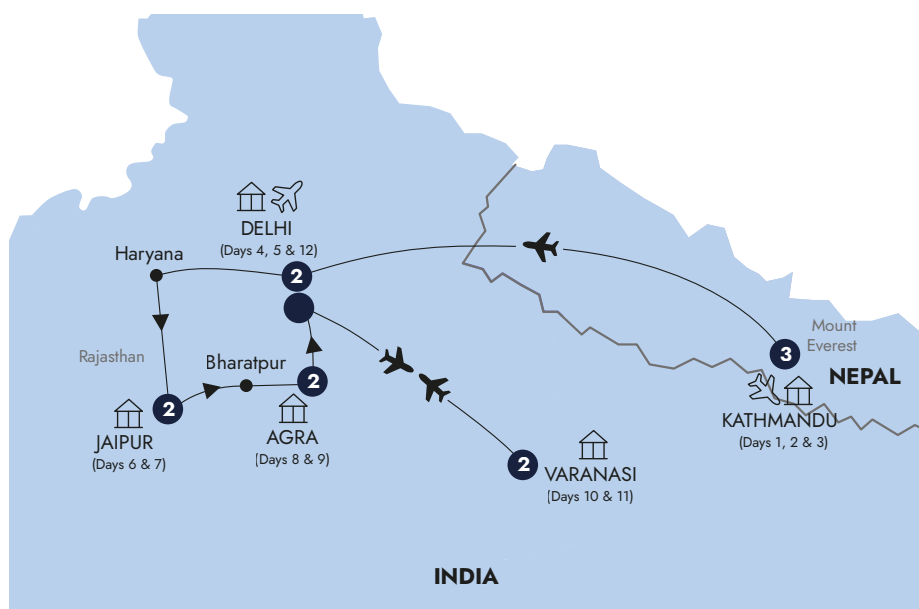 DELHI
(Days 4, 5 & 12)
Haryana
2
Mount
Everest
3
NEPAL
Rajasthan
Bharatpur
2
2
KATHMANDU
(Days 1, 2 & 3)
JAIPUR
(Days 6 & 7)
AGRA
(Days 8 & 9)
2
VARANASI
(Days 10 & 11)
INDIA